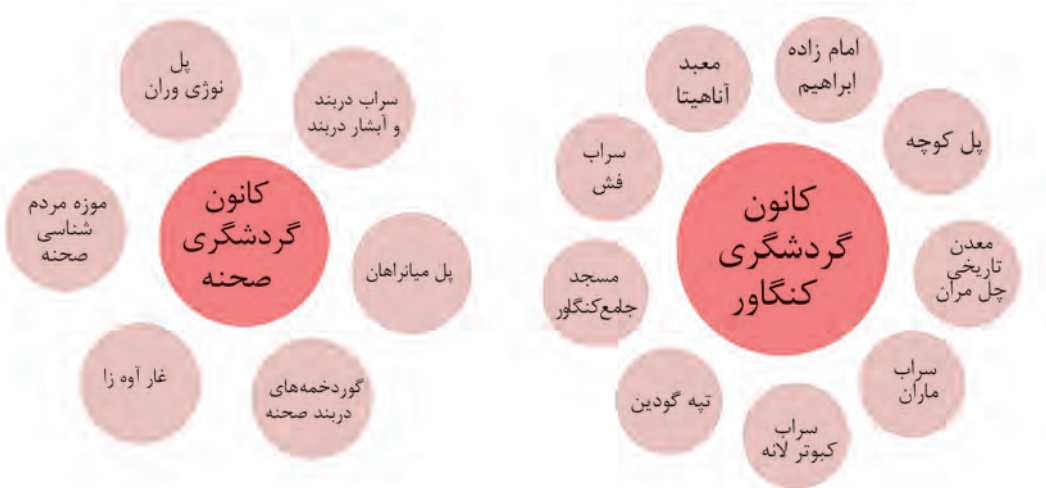 امام زاده
ابراهیم
معبد
آناهیتا
پل کوچه
سراب
فش
کانون
گردشگری
کنگاور
معدن
تاریخی
چل مران
مسجد
جامع‌کنگاور
سراب
ماران
تپه گودین
سراب
کبوتر لانه
پل
نوژی وران
سراب دربند
و آبشار دربند
کانون
گردشگری
صحنه
موزه مردم
شناسی
صحنه
پل میانراهان
غار آوه زا
گوردخمه‌های
دربند صحنه